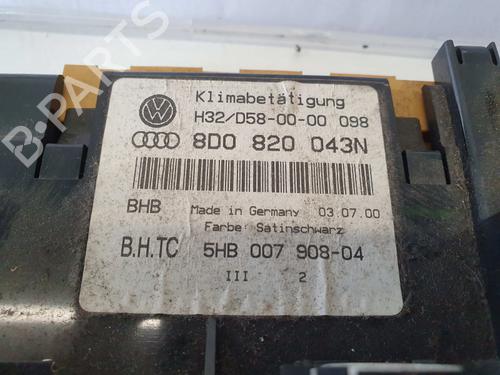 Klimabetätigung
H32/D58-00-00 098
8D0 820 043N
BHB Made in Germany 03.07.00
Farbe: Satinschwarz
B.H.TC 5HB 007 908-04
III 2
B-PARTS